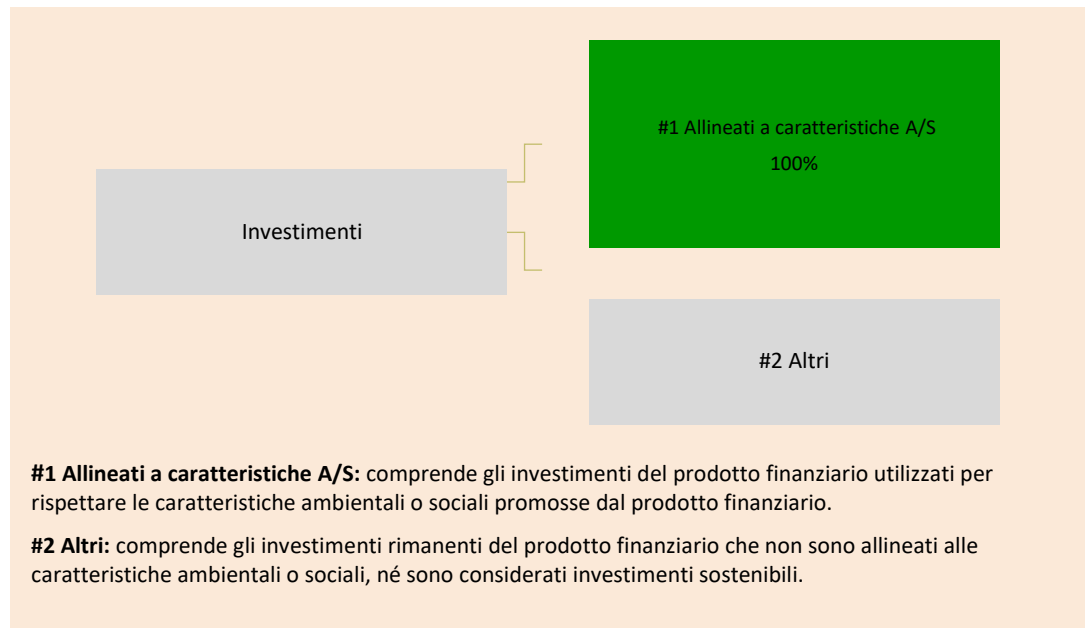 #1 Allineati a caratteristiche A/S
100%
Investimenti
#2 Altri
#1 Allineati a caratteristiche A/S: comprende gli investimenti del prodotto finanziario utilizzati per
rispettare le caratteristiche ambientali o sociali promosse dal prodotto finanziario.
#2 Altri: comprende gli investimenti rimanenti del prodotto finanziario che non sono allineati alle
caratteristiche ambientali o sociali, né sono considerati investimenti sostenibili.